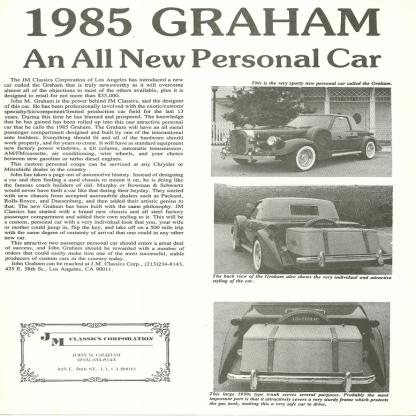 1985 GRAHAM
An All New Personal Car
The JM Classics Corporation of Los Angeles has introduced a new
car called the Graham that is truly newsworthy as it will overcome
almost all of the objections to most of the others available, plus it is
designed to retail for not more than $35,000.
John M. Graham is the power behind JM Classics, and the designer
of this car. He has been professionally involved with the exotic/custom/
specialty/kit/component/limited production car field for the last 13
years. During this time he has learned and prospered. The knowledge
that he has gained has been rolled up into this one attractive personal
car that he calls the 1985 Graham. The Graham will have an all metal
passenger compartment designed and built by one of the international
auto builders. Everything should fit and all of the hardware should
work properly, and for years to come. It will have as standard equipment
new factory power windows, a tilt column, automatic transmission,
AM/FM cassette, air conditioning, wire wheels, and your choice
between new gasoline or turbo diesel engines.
This custom personal coupe can be serviced at any Chrysler or
Mitsubishi dealer in the country.
John has taken a page out of automotive history. Instead of designing
a car and then finding a used chassis to mount it on, he is doing like
the famous coach builders of old. Murphy or Bowman & Schwartz
would never have built a car like that during their heyday. They started
with new chassis from accepted automobile dealers such as Packard,
Rolls-Royce, and Duesenburg, and then added their artistic genius to
that. The new Graham has been built with the same philosophy. JM
Classics has started with a brand new chassis and all steel factory
passenger compartment and added their own styling to it. This will be
a custom, personal car with a very individual look that you, your wife
or mother could jump in, flip the key, and take off on a 500 mile trip
with the same degree of certainty of arrival that one could in any other
new car.
This attractive two passenger personal car should enjoy a great deal
of success, and John Graham should be rewarded with a number of
orders that could easily make him one of the most successful, stable
producers of custom cars in the country today.
John Graham can be reached at J.M. Classics Corp., (213)234-8143,
425 E. 58th St., Los Angeles, CA 90011.
JM CLASSICS CORPORATION
JOHN M. GRAHAM
(213) 234-8143
425 E. 58th ST., LA, CA 90011
This is the very sporty new personal car called the Graham.
The back view of the Graham also shows the very individual and attractive
styling of the car.
This large 1930s type trunk serves several purposes. Probably the most
important part is that it attractively covers a very sturdy frame which protects
the gas tank, making this a very safe car to drive.